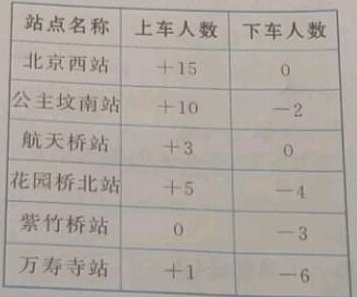 站点名称 上车人数 下车人数
北京西站 +15 0
公主坟南站 +10 -2
航天桥站 +3 0
花园桥北站 +5 -4
紫竹桥站 0 -3
万寿寺站 +1 -6